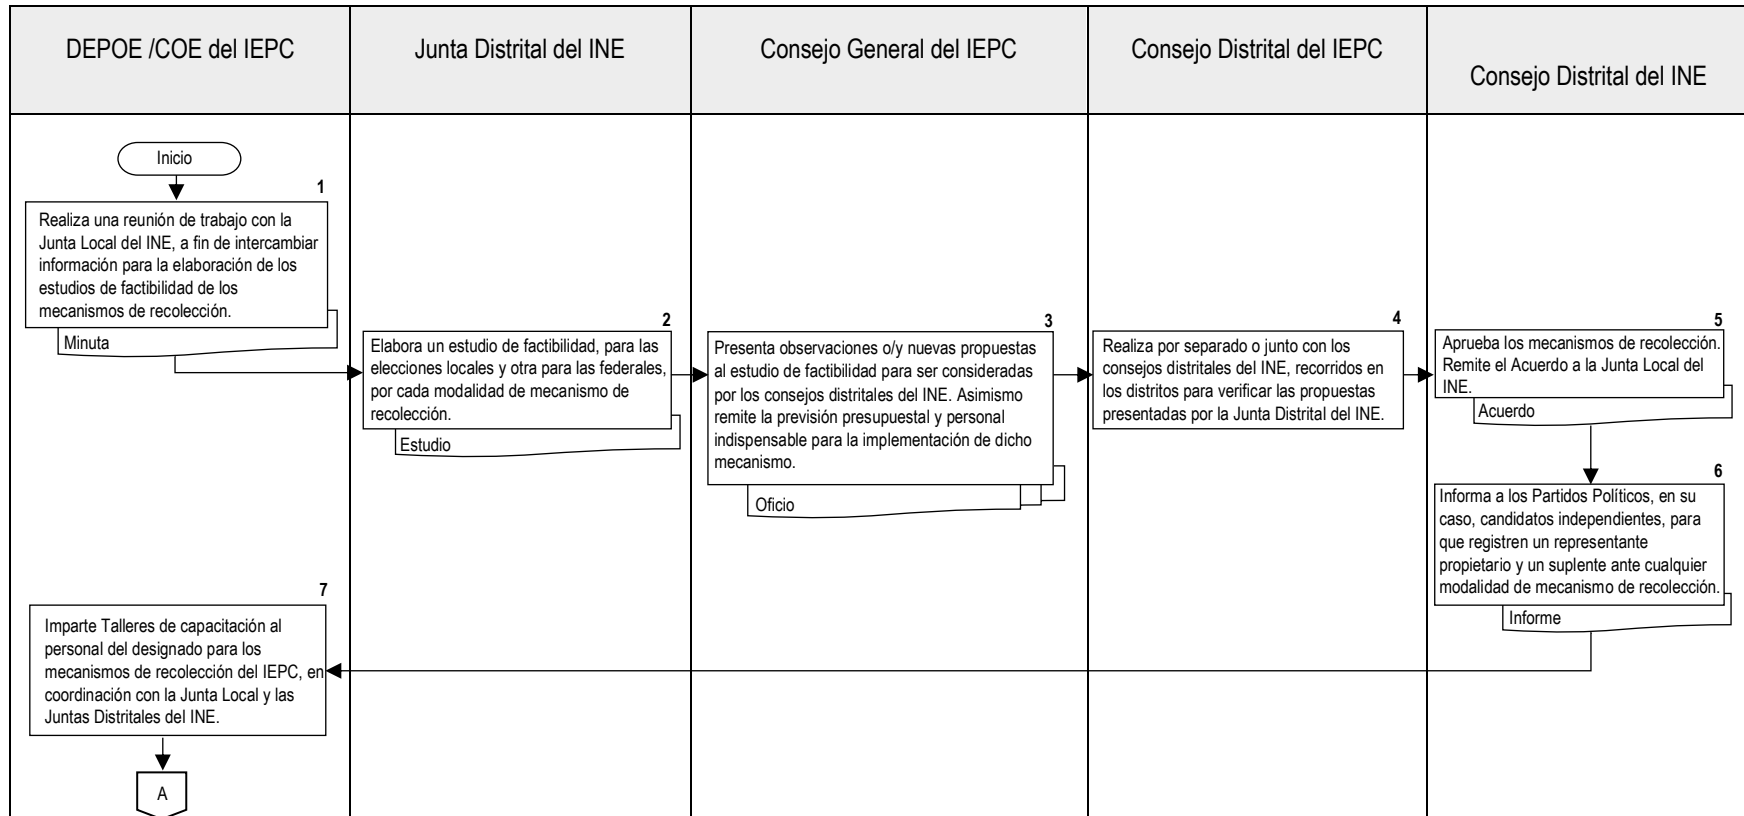 DEPOE /COE del IEPC
Junta Distrital del INE
Consejo General del IEPC
Consejo Distrital del IEPC
Consejo Distrital del INE
Inicio
1
Realiza una reunión de trabajo con la
Junta Local del INE, a fin de intercambiar
información para la elaboración de los
estudios de factibilidad de los
mecanismos de recolección.
Minuta
2
Elabora un estudio de factibilidad, para las
elecciones locales y otra para las federales,
por cada modalidad de mecanismo de
recolección.
Estudio
3
Presenta observaciones o/y nuevas propuestas
al estudio de factibilidad para ser consideradas
por los consejos distritales del INE. Asimismo
remite la previsión presupuestal y personal
indispensable para la implementación de dicho
mecanismo.
Oficio
4
Realiza por separado o junto con los
consejos distritales del INE, recorridos en
los distritos para verificar las propuestas
presentadas por la Junta Distrital del INE.
5
Aprueba los mecanismos de recolección.
Remite el Acuerdo a la Junta Local del
INE.
Acuerdo
6
Informa a los Partidos Políticos, en su
caso, candidatos independientes, para
que registren un representante
propietario y un suplente ante cualquier
modalidad de mecanismo de recolección.
Informe
7
Imparte Talleres de capacitación al
personal del designado para los
mecanismos de recolección del IEPC, en
coordinación con la Junta Local y las
Juntas Distritales del INE.
A